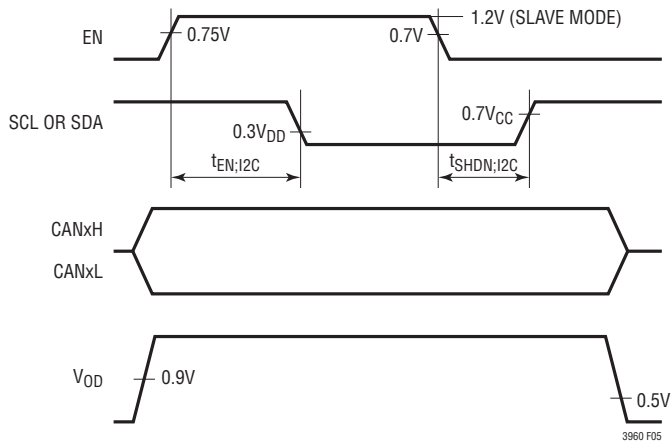 1.2V (SLAVE MODE)
EN
0.75V
0.7V
SCL OR SDA
0.3VDD
0.7VCC
tEN;I2C
tSHDN;I2C
CANxH
CANxL
VOD
0.9V
0.5V
3960 F05